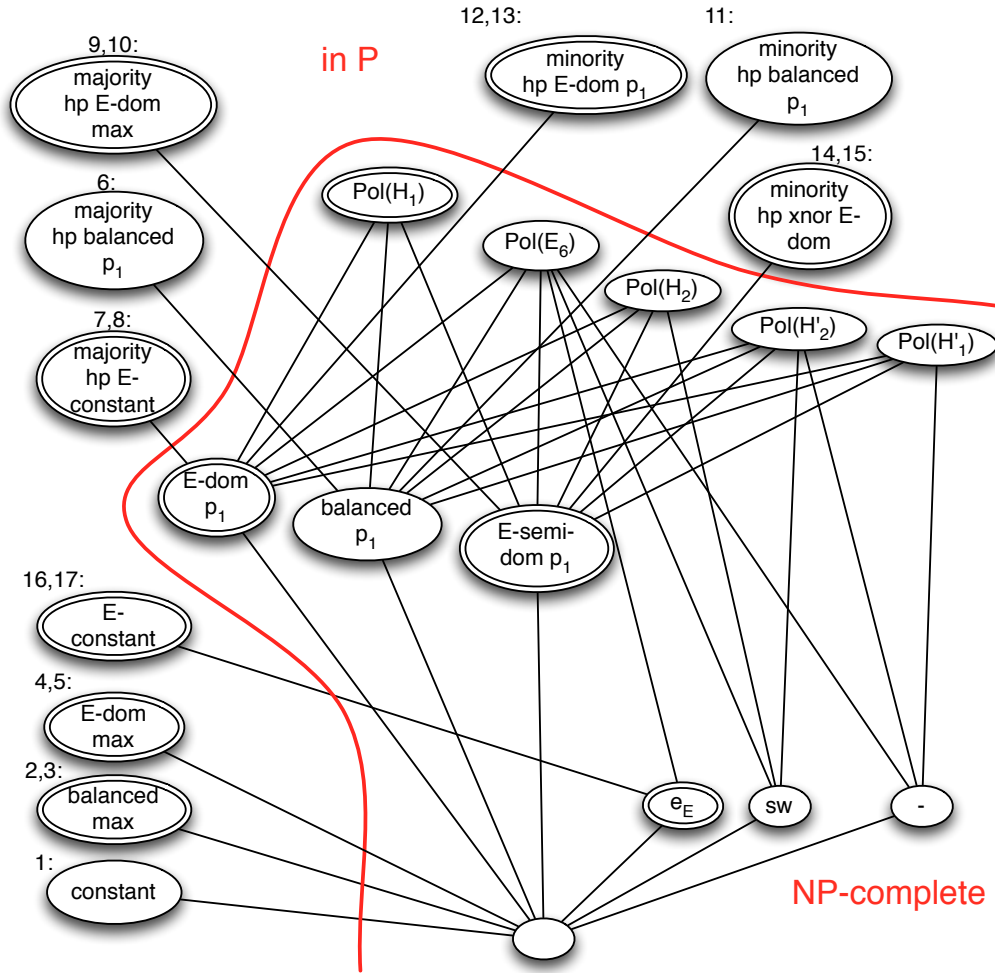 12,13:
11:
9,10:
in P
majority
hp E-dom
max
minority
hp E-dom p₁
minority
hp balanced
p₁
6:
14,15:
majority
hp balanced
p₁
Pol(H₁)
minority
hp xnor E-
dom
Pol(E₆)
Pol(H₂)
7,8:
majority
hp E-
constant
Pol(H'₂)
Pol(H'₁)
E-dom
p₁
balanced
p₁
E-semi-
dom p₁
16,17:
E-
constant
4,5:
E-dom
max
2,3:
balanced
max
e_E
sw
-
1:
constant
NP-complete